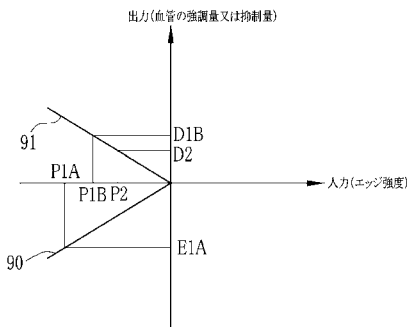 出力(血管の強調量又は抑制量)
91
D1B
D2
P1A
P1B P2
入力(エッジ強度)
E1A
90